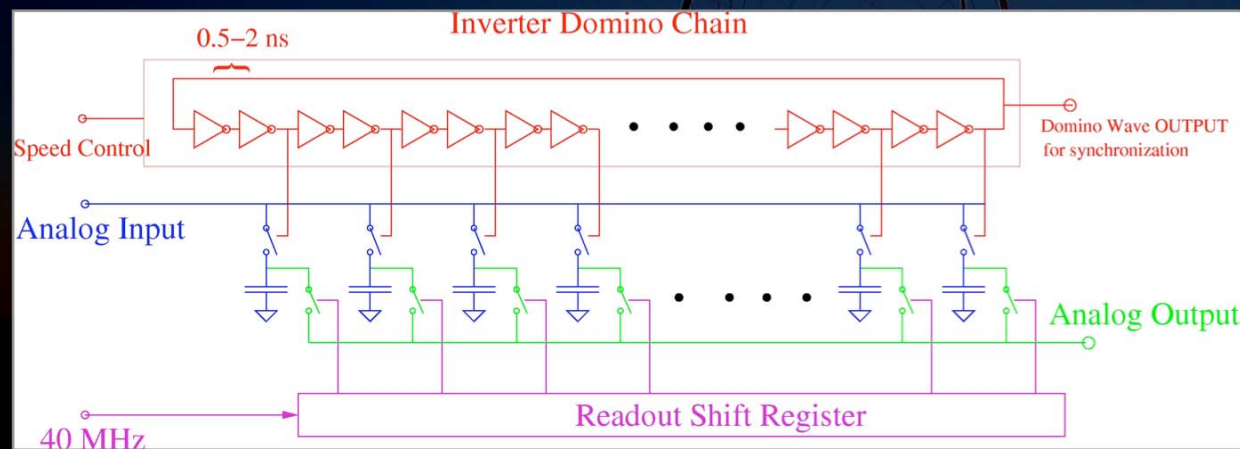 Inverter Domino Chain
0.5–2 ns
Speed Control
Domino Wave OUTPUT
for synchronization
Analog Input
Analog Output
Readout Shift Register
40 MHz